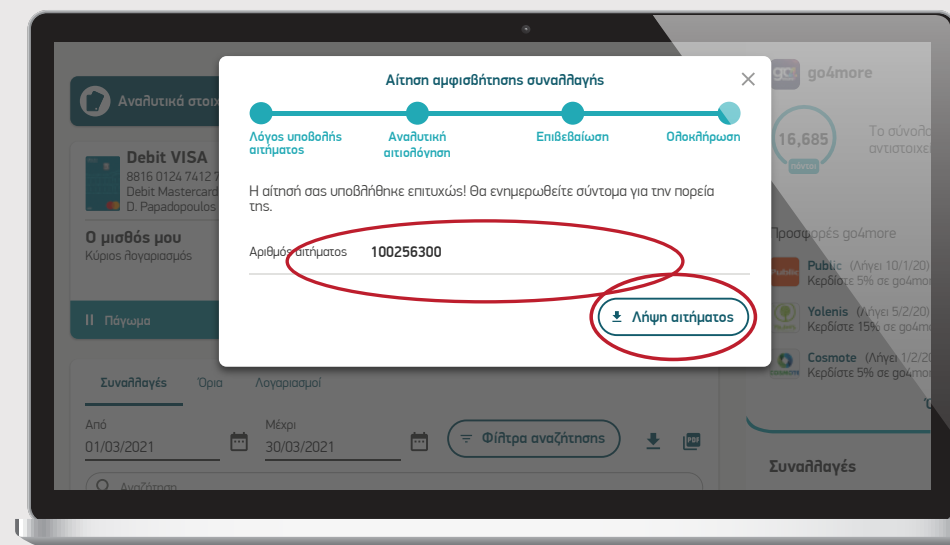 Αίτηση αμφισβήτησης συναλλαγής
Λόγος υποβολής
αιτήματος
Αναλυτική
αιτιολόγηση
Επιβεβαίωση
Ολοκλήρωση
Η αίτησή σας υποβλήθηκε επιτυχώς! Θα ενημερωθείτε σύντομα για την πορεία
της.
Αριθμός αιτήματος 100256300
Λήψη αιτήματος
Αναλυτικά
Debit VISA
8816 0124 7412
Debit Mastercard
D. Papadopoulos
Ο μισθός μου
Κύριος λογαριασμός
Πάγωμα
Συναλλαγές Όρια Λογαριασμοί
Από
01/03/2021
Μέχρι
30/03/2021
Φίλτρα αναζήτησης
PDF
Αναζήτηση
go4more
16,685
πόντοι
Το σύνολο
αντιστοιχεί
Προσφορές go4more
Public (Λήγει 10/1/20)
Κερδίστε 5% σε go4mo
Yolenis (Λήγει 5/2/20)
Κερδίστε 15% σε go4m
Cosmote (Λήγει 1/2/20
Κερδίστε 5% σε go4mo
Συναλλαγές